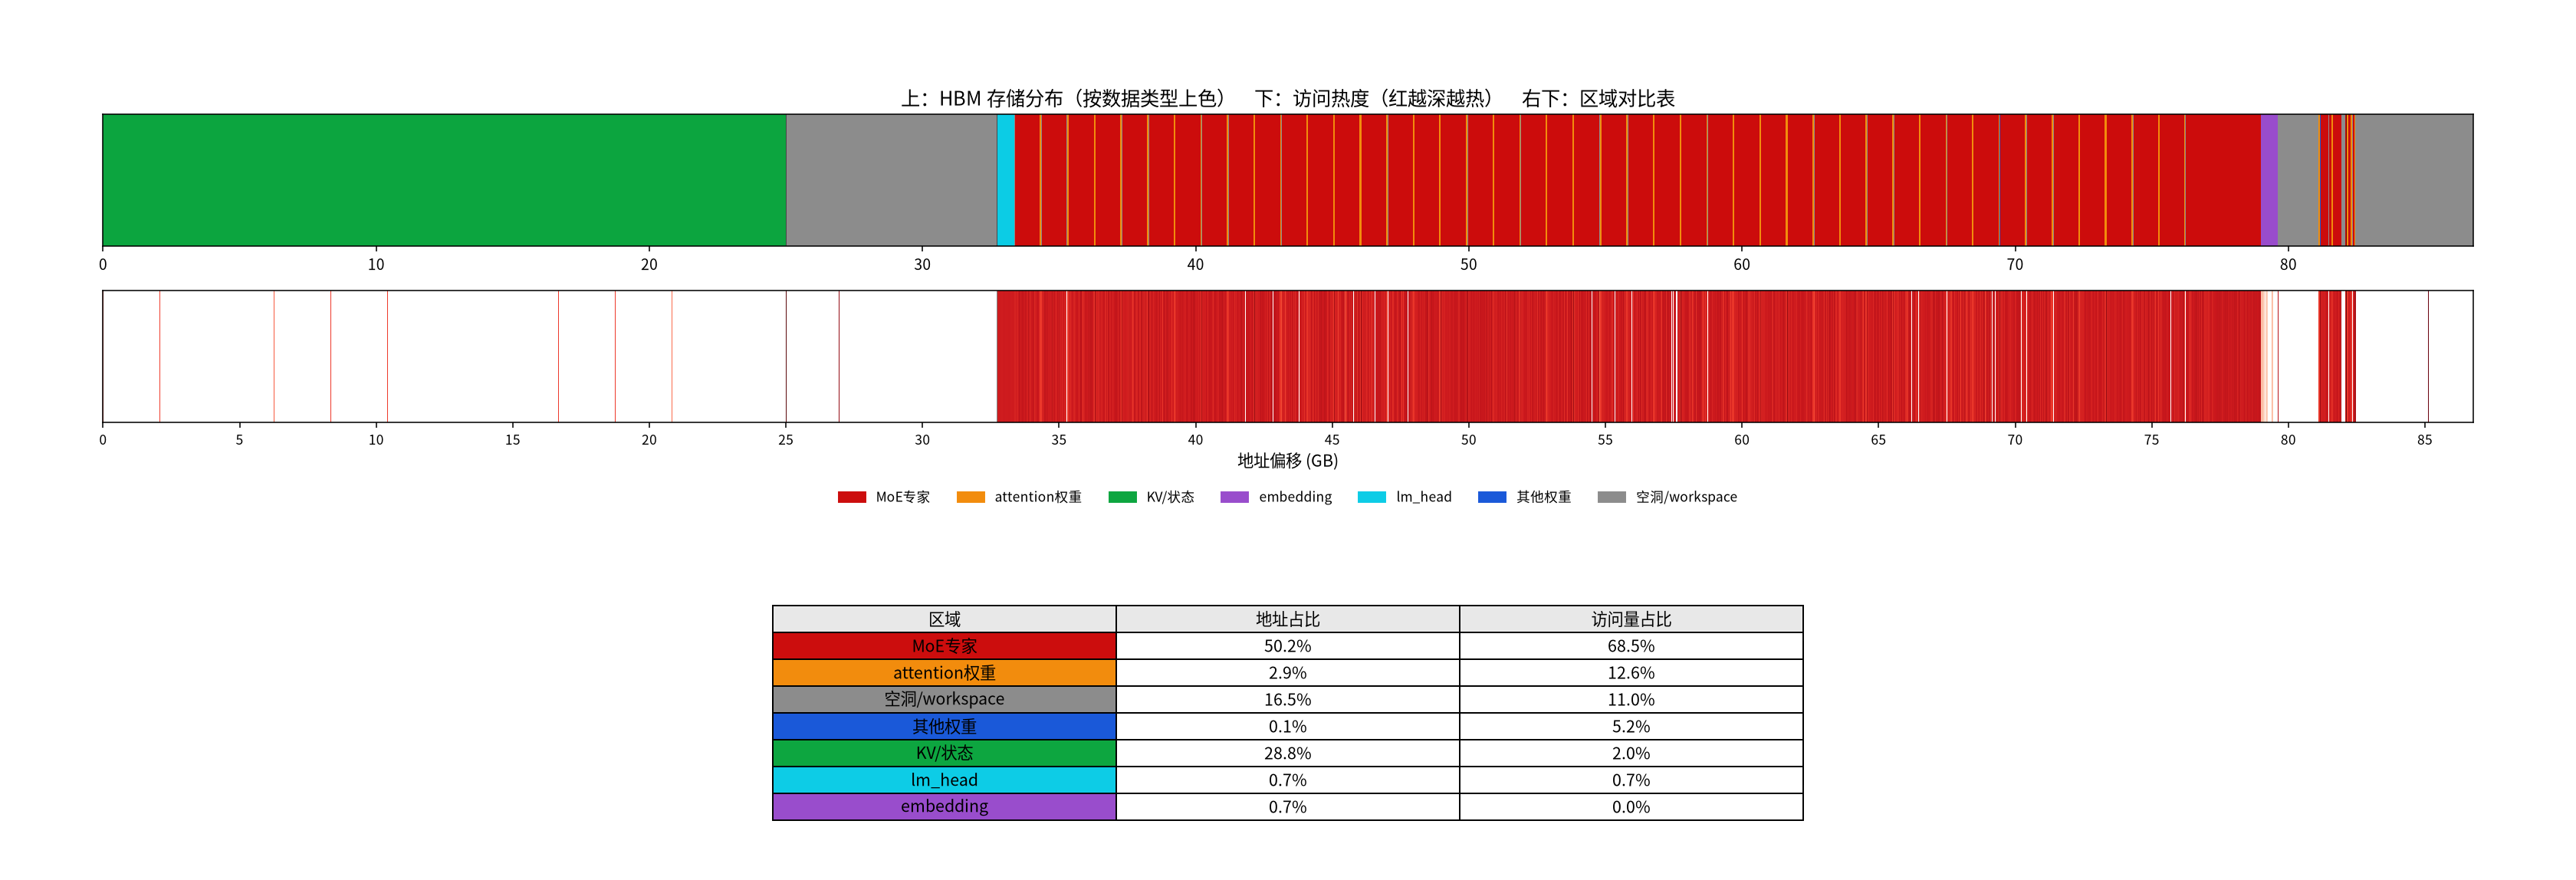 上：HBM 存储分布（按数据类型上色） 下：访问热度（红越深越热） 右下：区域对比表
0 10 20 30 40 50 60 70 80
0 5 10 15 20 25 30 35 40 45 50 55 60 65 70 75 80 85
地址偏移 (GB)
MoE专家 attention权重 KV/状态 embedding lm_head 其他权重 空洞/workspace
区域 地址占比 访问量占比
MoE专家 50.2% 68.5%
attention权重 2.9% 12.6%
空洞/workspace 16.5% 11.0%
其他权重 0.1% 5.2%
KV/状态 28.8% 2.0%
lm_head 0.7% 0.7%
embedding 0.7% 0.0%